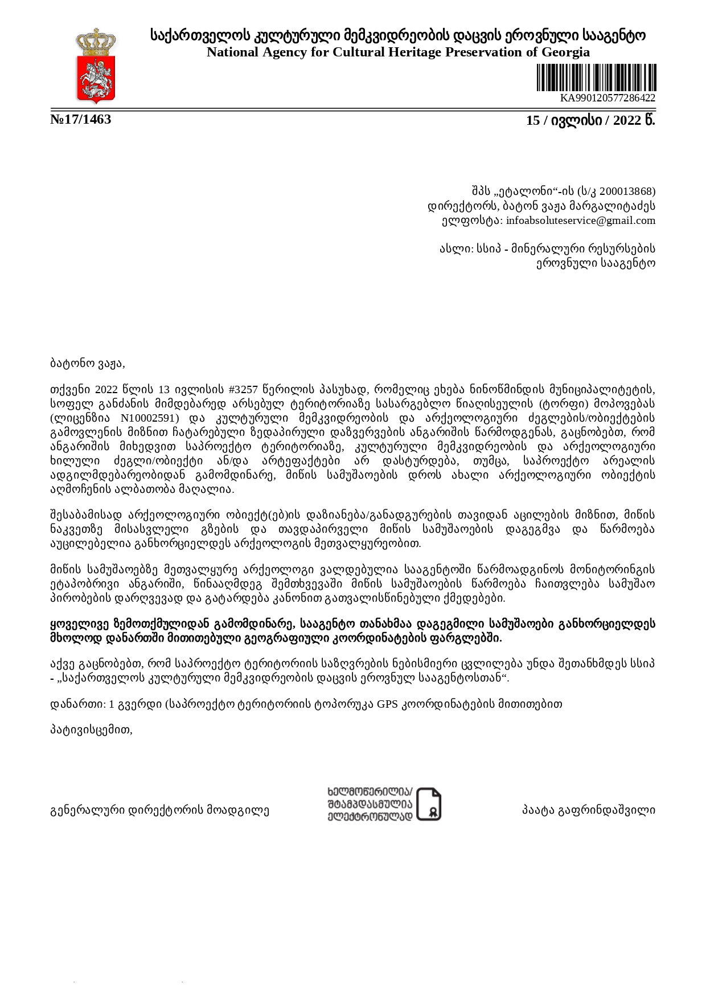 საქართველოს კულტურული მემკვიდრეობის დაცვის ეროვნული სააგენტო
National Agency for Cultural Heritage Preservation of Georgia
KA990120577286422
№17/1463
15 / ივლისი / 2022 წ.
შპს „ეტალონი“-ის (ს/კ 200013868)
დირექტორს, ბატონ ვაჟა მარგალიტაძეს
ელფოსტა: infoabsoluteservice@gmail.com
ასლი: სსიპ - მინერალური რესურსების
ეროვნული სააგენტო
ბატონო ვაჟა,
თქვენი 2022 წლის 13 ივლისის #3257 წერილის პასუხად, რომელიც ეხება ნინოწმინდის მუნიციპალიტეტის,
სოფელ განძანის მიმდებარედ არსებულ ტერიტორიაზე სასარგებლო წიაღისეულის (ტორფი) მოპოვებას
(ლიცენზია N10002591) და კულტურული მემკვიდრეობის და არქეოლოგიური ძეგლების/ობიექტების
გამოვლენის მიზნით ჩატარებული ზედაპირული დაზვერვების ანგარიშის წარმოდგენას, გაცნობებთ, რომ
ანგარიშის მიხედვით საპროექტო ტერიტორიაზე, კულტურული მემკვიდრეობის და არქეოლოგიური
ხილული ძეგლი/ობიექტი ან/და არტეფაქტები არ დასტურდება, თუმცა, საპროექტო არეალის
ადგილმდებარეობიდან გამომდინარე, მიწის სამუშაოების დროს ახალი არქეოლოგიური ობიექტის
აღმოჩენის ალბათობა მაღალია.
შესაბამისად არქეოლოგიური ობიექტ(ებ)ის დაზიანება/განადგურების თავიდან აცილების მიზნით, მიწის
ნაკვეთზე მისასვლელი გზების და თავდაპირველი მიწის სამუშაოების დაგეგმვა და წარმოება
აუცილებელია განხორციელდეს არქეოლოგის მეთვალყურეობით.
მიწის სამუშაოებზე მეთვალყურე არქეოლოგი ვალდებულია სააგენტოში წარმოადგინოს მონიტორინგის
ეტაპობრივი ანგარიში, წინააღმდეგ შემთხვევაში მიწის სამუშაოების წარმოება ჩაითვლება სამუშაო
პირობების დარღვევად და გატარდება კანონით გათვალისწინებული ქმედებები.
ყოველივე ზემოთქმულიდან გამომდინარე, სააგენტო თანახმაა დაგეგმილი სამუშაოები განხორციელდეს
მხოლოდ დანართში მითითებული გეოგრაფიული კოორდინატების ფარგლებში.
აქვე გაცნობებთ, რომ საპროექტო ტერიტორიის საზღვრების ნებისმიერი ცვლილება უნდა შეთანხმდეს სსიპ
- „საქართველოს კულტურული მემკვიდრეობის დაცვის ეროვნულ სააგენტოსთან“.
დანართი: 1 გვერდი (საპროექტო ტერიტორიის ტოპორუკა GPS კოორდინატების მითითებით
პატივისცემით,
ხელმოწერილია/
შტამპდასმულია
ელექტრონულად
გენერალური დირექტორის მოადგილე
პაატა გაფრინდაშვილი